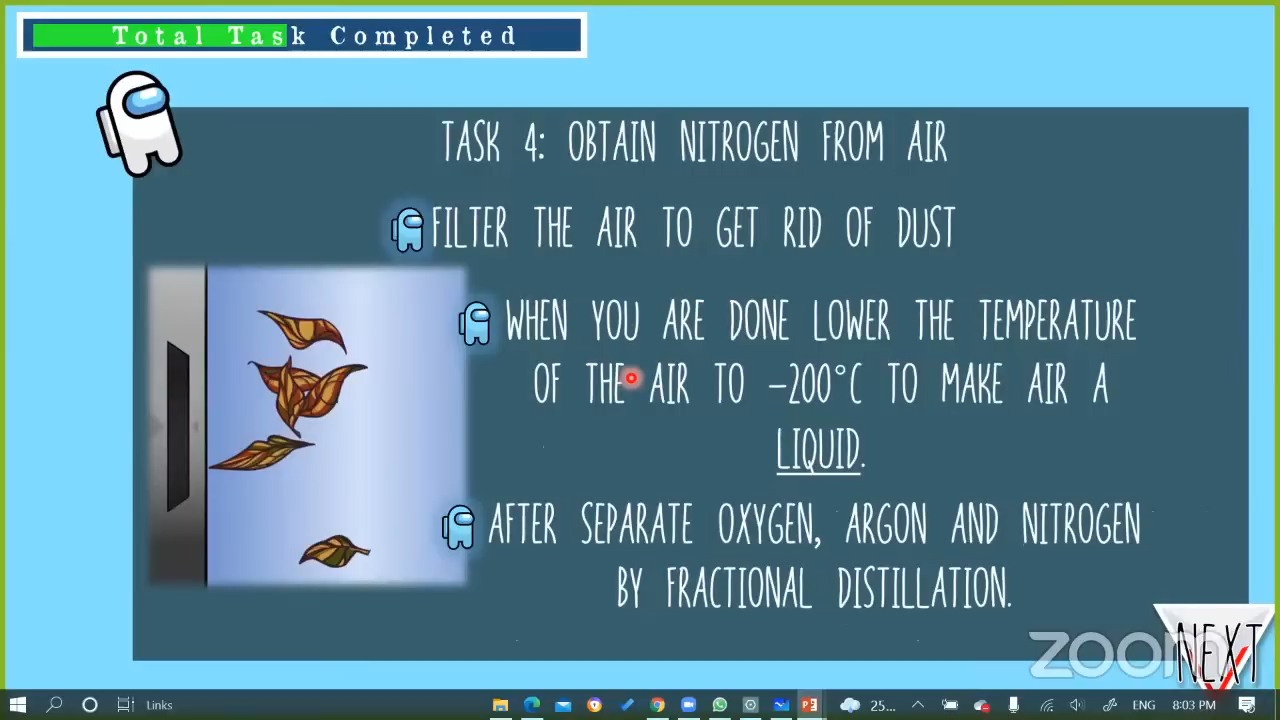 Total Task Completed
TASK 4: OBTAIN NITROGEN FROM AIR
FILTER THE AIR TO GET RID OF DUST
WHEN YOU ARE DONE LOWER THE TEMPERATURE
OF THE AIR TO -200°C TO MAKE AIR A
LIQUID.
AFTER SEPARATE OXYGEN, ARGON AND NITROGEN
BY FRACTIONAL DISTILLATION.
NEXT
zoom
Links
25...
ENG
8:03 PM